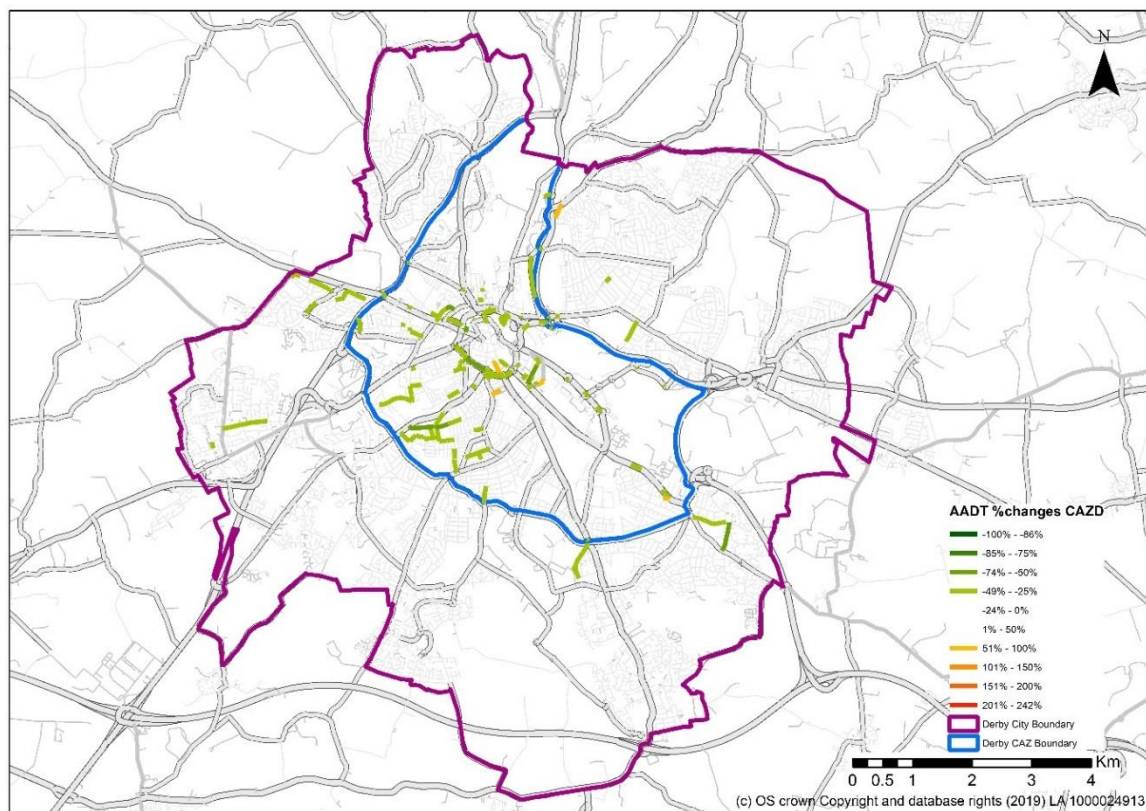 N
AADT %changes CAZD
-100% - -86%
-85% - -75%
-74% - -50%
-49% - -25%
-24% - 0%
1% - 50%
51% - 100%
101% - 150%
151% - 200%
201% - 242%
Derby City Boundary
Derby CAZ Boundary
Km
0 0.5 1 2 3 4
(c) OS crown Copyright and database rights (2019) LA 1000024913